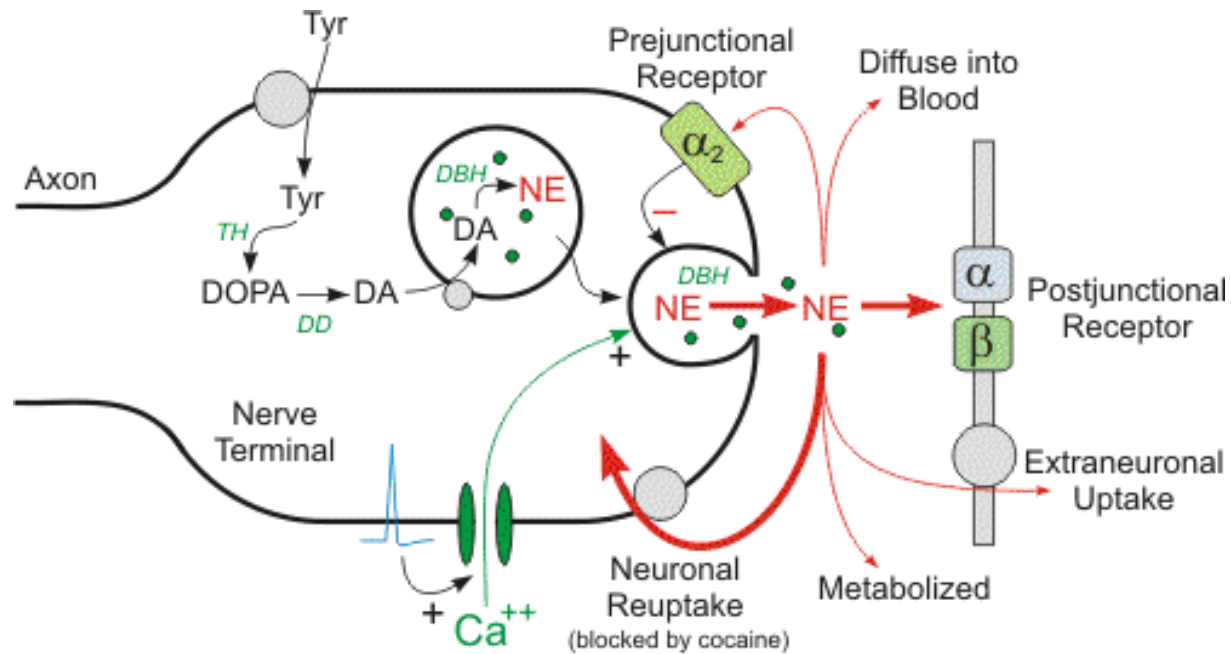 Tyr
Prejunctional
Receptor
Diffuse into
Blood
α2
Axon
DBH
NE
Tyr
DA
TH
DOPA
DA
DD
–
DBH
NE
NE
+
α
β
Postjunctional
Receptor
Nerve
Terminal
Extraneuronal
Uptake
Neuronal
Reuptake
(blocked by cocaine)
Metabolized
+
Ca++